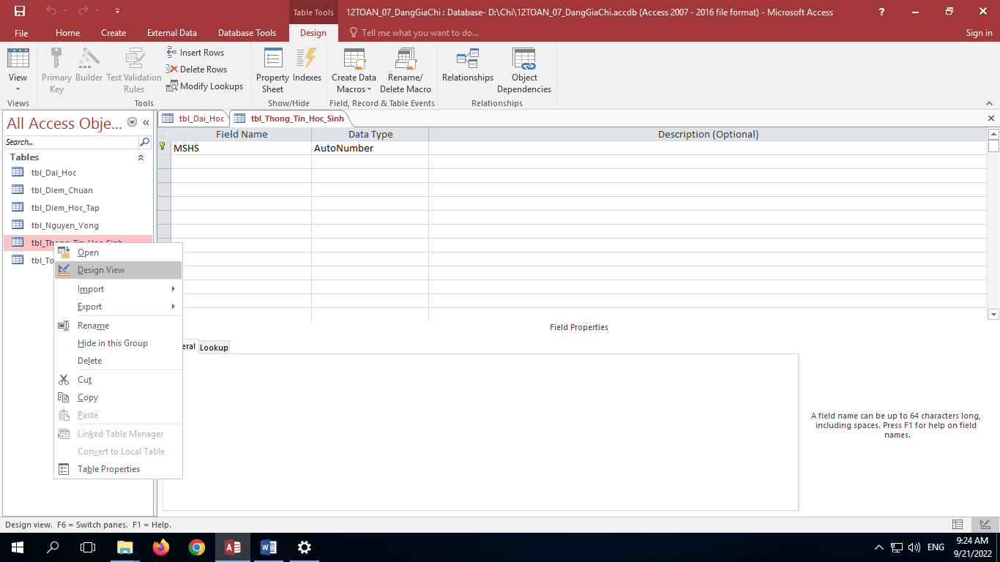 Table Tools
12TOAN_07_DangGiaChi : Database- D:\Chi\12TOAN_07_DangGiaChi.accdb (Access 2007 - 2016 file format) - Microsoft Access
?
File
Home
Create
External Data
Database Tools
Design
Tell me what you want to do...
Sign in
View
Primary Key
Builder
Test Validation Rules
Insert Rows
Delete Rows
Modify Lookups
Property Sheet
Indexes
Create Data Macros
Rename/ Delete Macro
Relationships
Object Dependencies
Views
Tools
Show/Hide
Field, Record & Table Events
Relationships
All Access Obje...
Search...
Tables
tbl_Dai_Hoc
tbl_Diem_Chuan
tbl_Diem_Hoc_Tap
tbl_Nguyen_Vong
tbl_Thong_Tin_Hoc_Sinh
tbl_To
Open
Design View
Import
Export
Rename
Hide in this Group
Delete
Cut
Copy
Paste
Linked Table Manager
Convert to Local Table
Table Properties
tbl_Dai_Hoc
tbl_Thong_Tin_Hoc_Sinh
Field Name
Data Type
Description (Optional)
MSHS
AutoNumber
Field Properties
eral
Lookup
A field name can be up to 64 characters long,
including spaces. Press F1 for help on field
names.
Design view.  F6 = Switch panes.  F1 = Help.
ENG
9:24 AM
9/21/2022